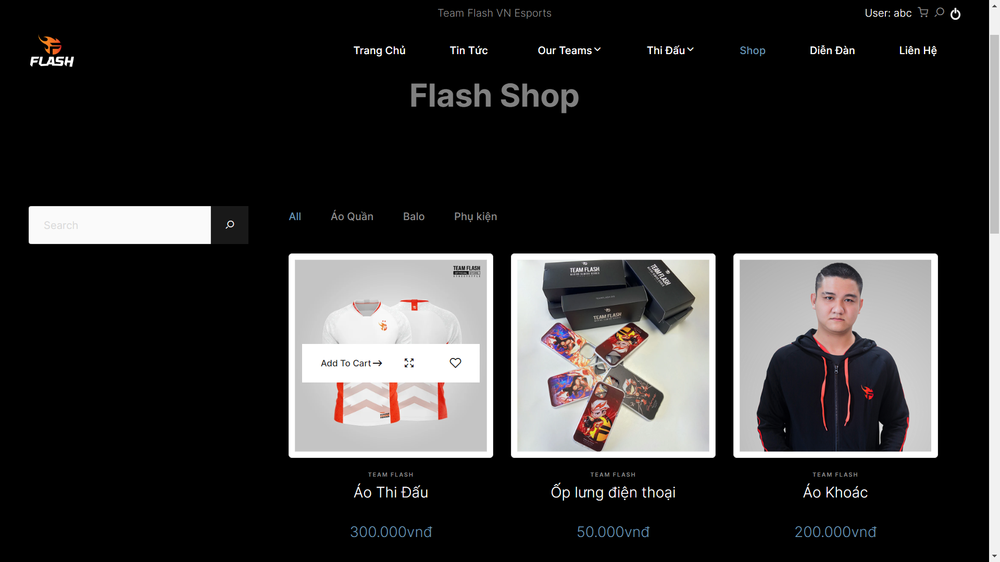 Team Flash VN Esports
User: abc
FLASH
Trang Chủ
Tin Tức
Our Teams
Thi Đấu
Shop
Diễn Đàn
Liên Hệ
Flash Shop
Search
All
Áo Quần
Balo
Phụ kiện
TEAM FLASH
OFFICIAL STORE
STREETSTYLE
Add To Cart
TEAM FLASH
TEAM FLASH
TEAM FLASH
TEAM FLASH
Áo Thi Đấu
300.000vnđ
TEAM FLASH
Ốp lưng điện thoại
50.000vnđ
TEAM FLASH
Áo Khoác
200.000vnđ